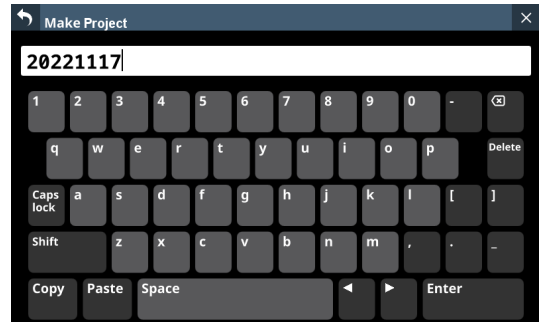 Make Project
20221117
1 2 3 4 5 6 7 8 9 0 -
q w e r t y u i o p Delete
Caps lock a s d f g h j k l [ ]
Shift z x c v b n m , . _
Copy Paste Space Enter